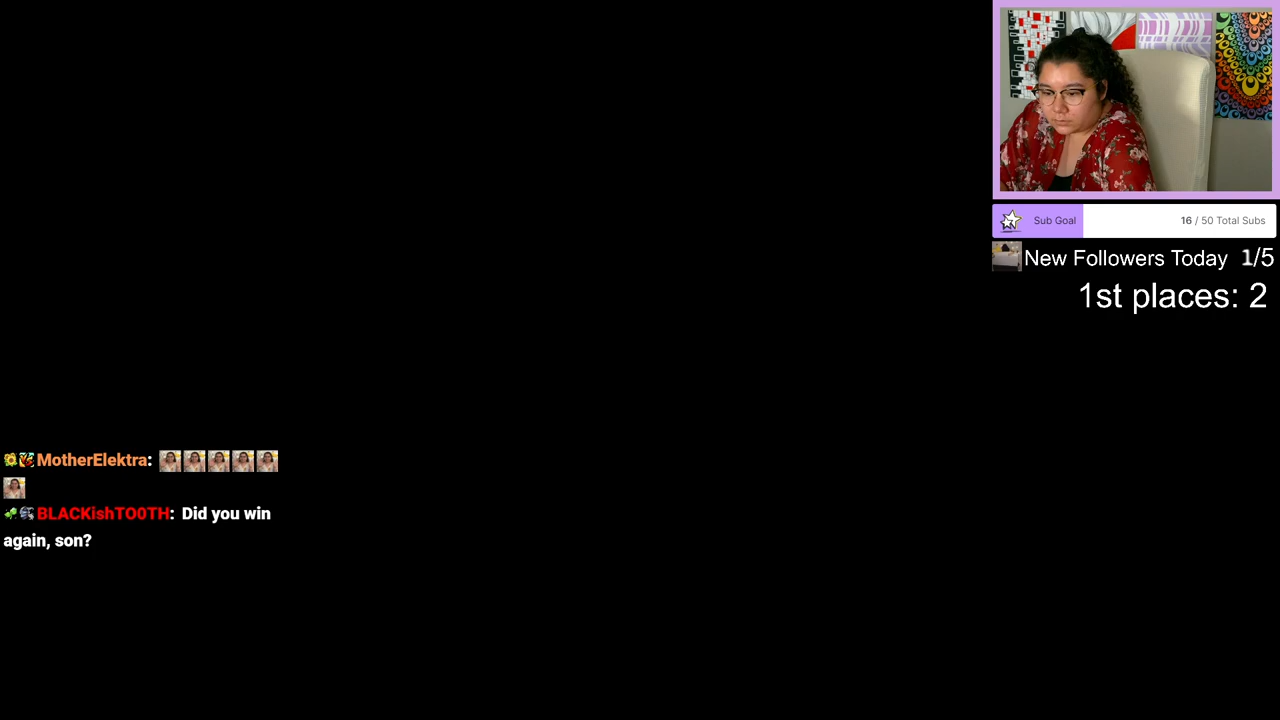 Sub Goal 16 / 50 Total Subs
New Followers Today 1/5
1st places: 2
MotherElektra:
BLACKishTO0TH: Did you win
again, son?